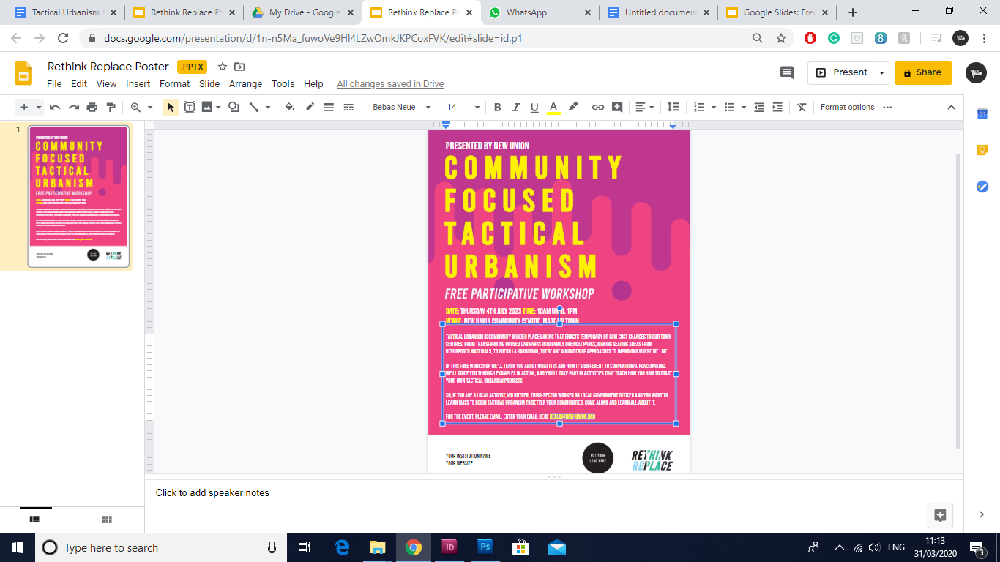 Tactical Urbanism
Rethink Replace Po
My Drive - Google
Rethink Replace Po
WhatsApp
Untitled document
Google Slides: Free
docs.google.com/presentation/d/1n-n5Ma_fuwoVe9Hl4LZwOmkJKPCoxFVK/edit#slide=id.p1
Rethink Replace Poster .PPTX
Present
Share
File Edit View Insert Format Slide Arrange Tools Help All changes saved in Drive
Bebas Neue 14 B I U A Format options
31
1
PRESENTED BY NEW UNION
COMMUNITY
FOCUSED
TACTICAL
URBANISM
FREE PARTICIPATIVE WORKSHOP
PRESENTED BY NEW UNION
COMMUNITY
FOCUSED
TACTICAL
URBANISM
FREE PARTICIPATIVE WORKSHOP
DATE: THURSDAY 4TH JULY 2023 TIME: 10AM UNTIL 1PM
VENUE: NEW UNION COMMUNITY CENTRE, MADE UP TOWN
TACTICAL URBANISM IS COMMUNITY-MINDED PLACEMAKING THAT ENACTS TEMPORARY OR LOW COST CHANGES TO OUR TOWN
CENTRES. FROM TRANSFORMING UNUSED CAR PARKS INTO FAMILY FRIENDLY PARKS, MAKING SEATING AREAS FROM
REPURPOSED MATERIALS, TO GUERILLA GARDENING, THERE ARE A NUMBER OF APPROACHES TO IMPROVING WHERE WE LIVE.
IN THIS FREE WORKSHOP WE'LL TEACH YOU ABOUT WHAT IT IS AND HOW IT'S DIFFERENT TO CONVENTIONAL PLACEMAKING.
WE'LL GUIDE YOU THROUGH EXAMPLES IN ACTION, AND YOU'LL TAKE PART IN ACTIVITIES THAT TEACH HOW YOU HOW TO START
YOUR OWN TACTICAL URBANISM PROJECTS.
SO, IF YOU ARE A LOCAL ACTIVIST, VOLUNTEER, THIRD-SECTOR WORKER OR LOCAL GOVERNMENT OFFICER AND YOU WANT TO
LEARN WAYS TO BEGIN TACTICAL URBANISM TO BETTER YOUR COMMUNITIES, COME ALONG AND LEARN ALL ABOUT IT.
FOR THE EVENT, PLEASE EMAIL: ENTER YOUR EMAIL HERE HELLO@NEW-UNION.ORG
YOUR INSTITUTION NAME
YOUR WEBSITE
PUT YOUR
LOGO HERE
RETHINK
REPLACE
Click to add speaker notes
Type here to search
ENG
11:13
31/03/2020
3